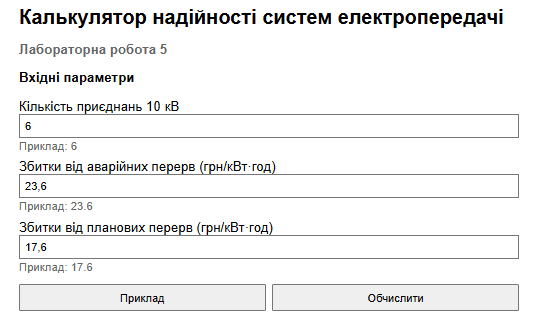 Калькулятор надійності систем електропередачі
Лабораторна робота 5
Вхідні параметри
Кількість приєднань 10 кВ
6
Приклад: 6
Збитки від аварійних перерв (грн/кВт·год)
23,6
Приклад: 23.6
Збитки від планових перерв (грн/кВт·год)
17,6
Приклад: 17.6
Приклад Обчислити